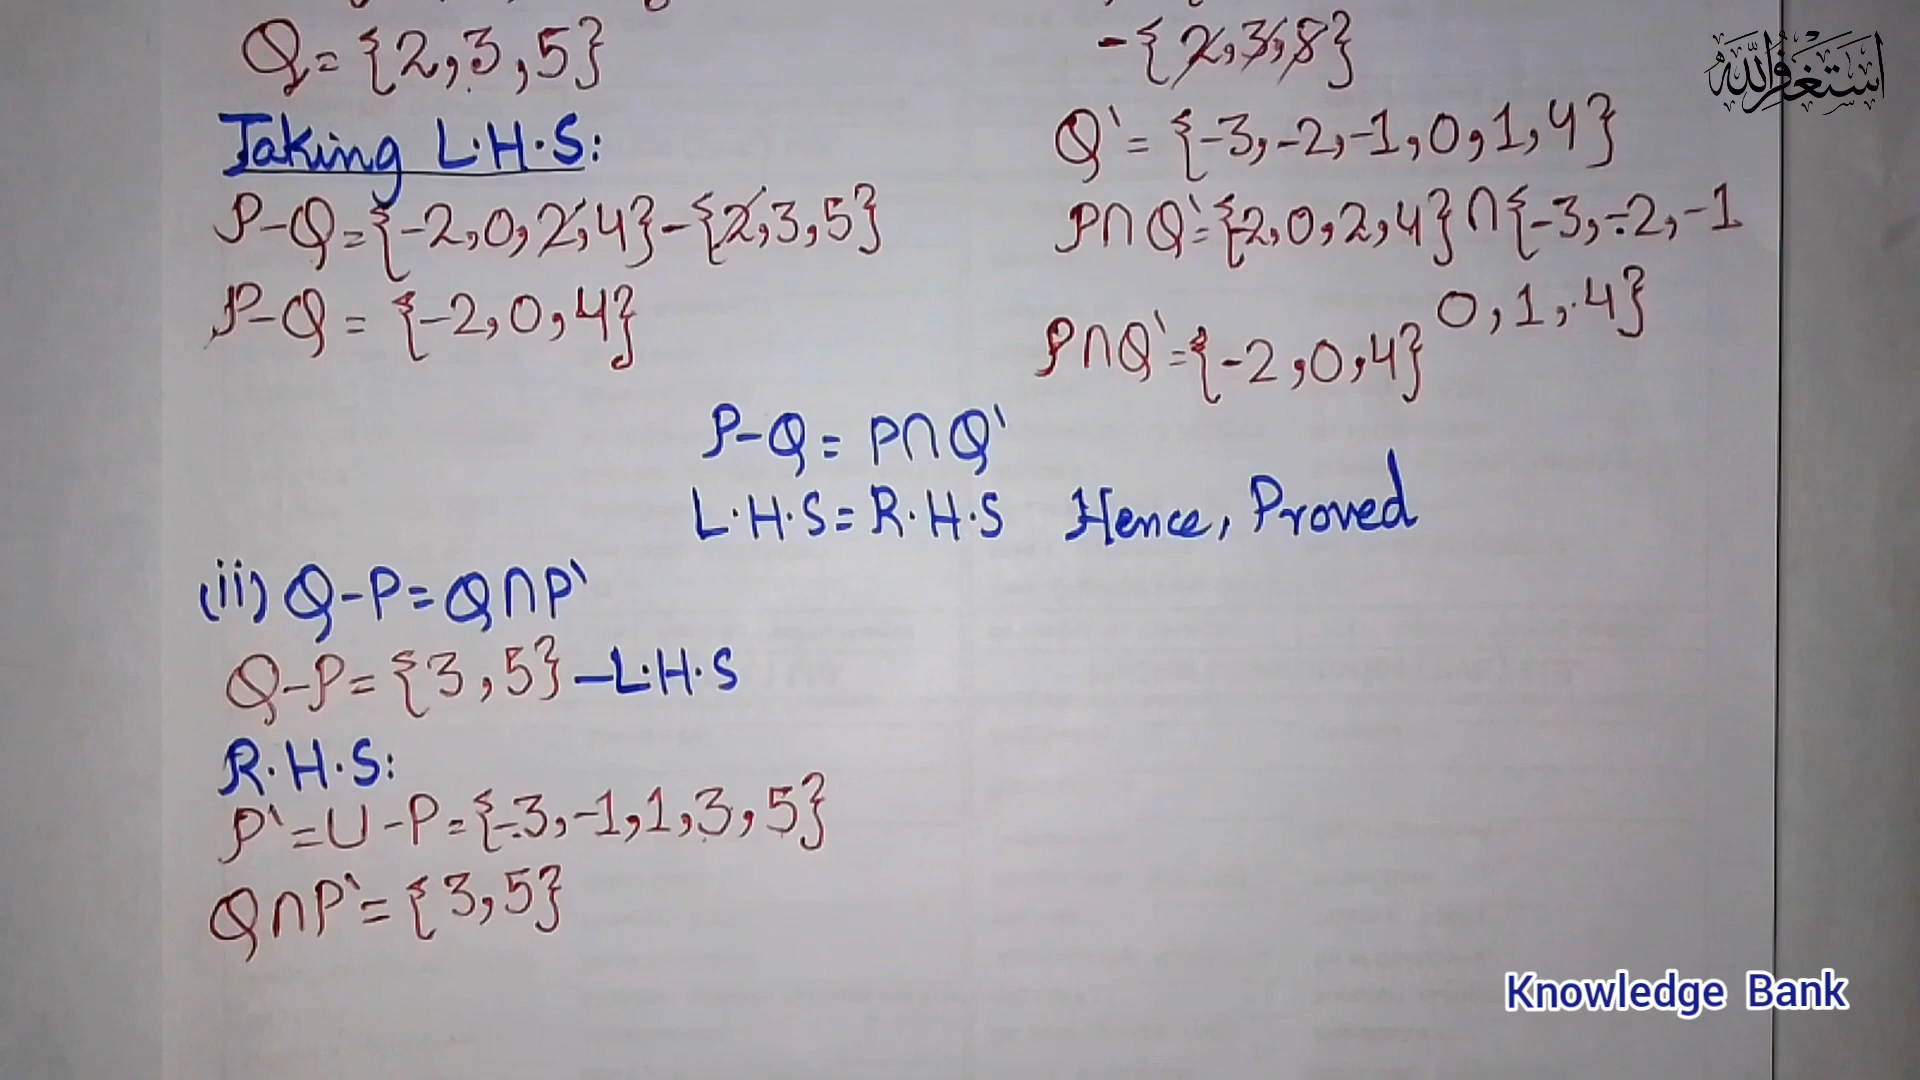 Q = {2,3,5}
Taking L.H.S:
P-Q = {-2,0,2,4} - {2,3,5}
P-Q = {-2,0,4}
- {2,3,5}
Q' = {-3,-2,-1,0,1,4}
P∩Q' = {-2,0,2,4} ∩ {-3,-2,-1
0,1,4}
P∩Q' = {-2,0,4}
P-Q = P∩Q'
L.H.S = R.H.S Hence, Proved
(ii) Q-P = Q∩P'
Q-P = {3,5} - L.H.S
R.H.S:
P' = U - P = {-3,-1,1,3,5}
Q∩P' = {3,5}
أستغفر الله
Knowledge Bank